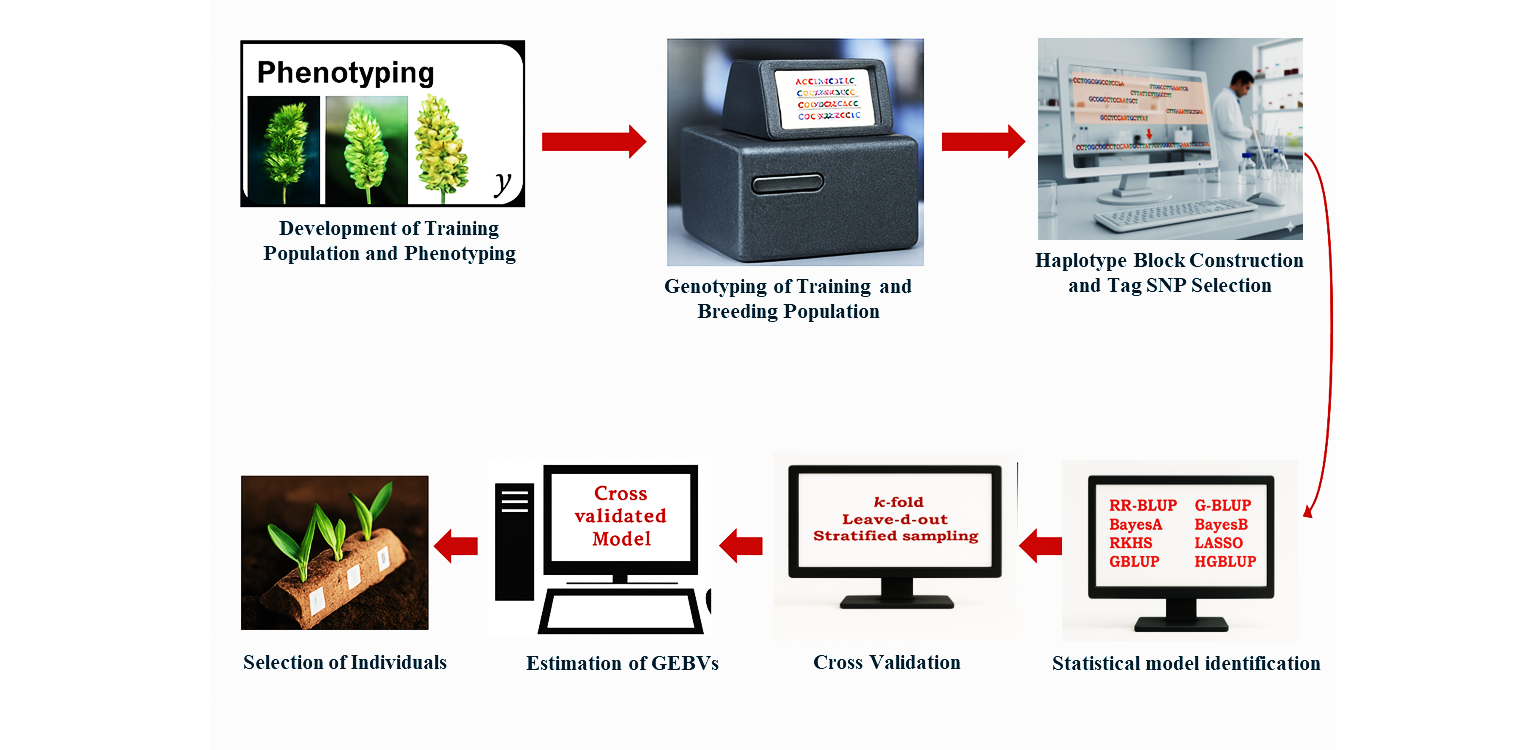 Phenotyping
y
Development of Training
Population and Phenotyping
Genotyping of Training and
Breeding Population
Haplotype Block Construction
and Tag SNP Selection
RR-BLUP G-BLUP
BayesA BayesB
RKHS LASSO
GBLUP HGBLUP
Statistical model identification
k-fold
Leave-d-out
Stratified sampling
Cross Validation
Cross
validated
Model
Estimation of GEBVs
Selection of Individuals